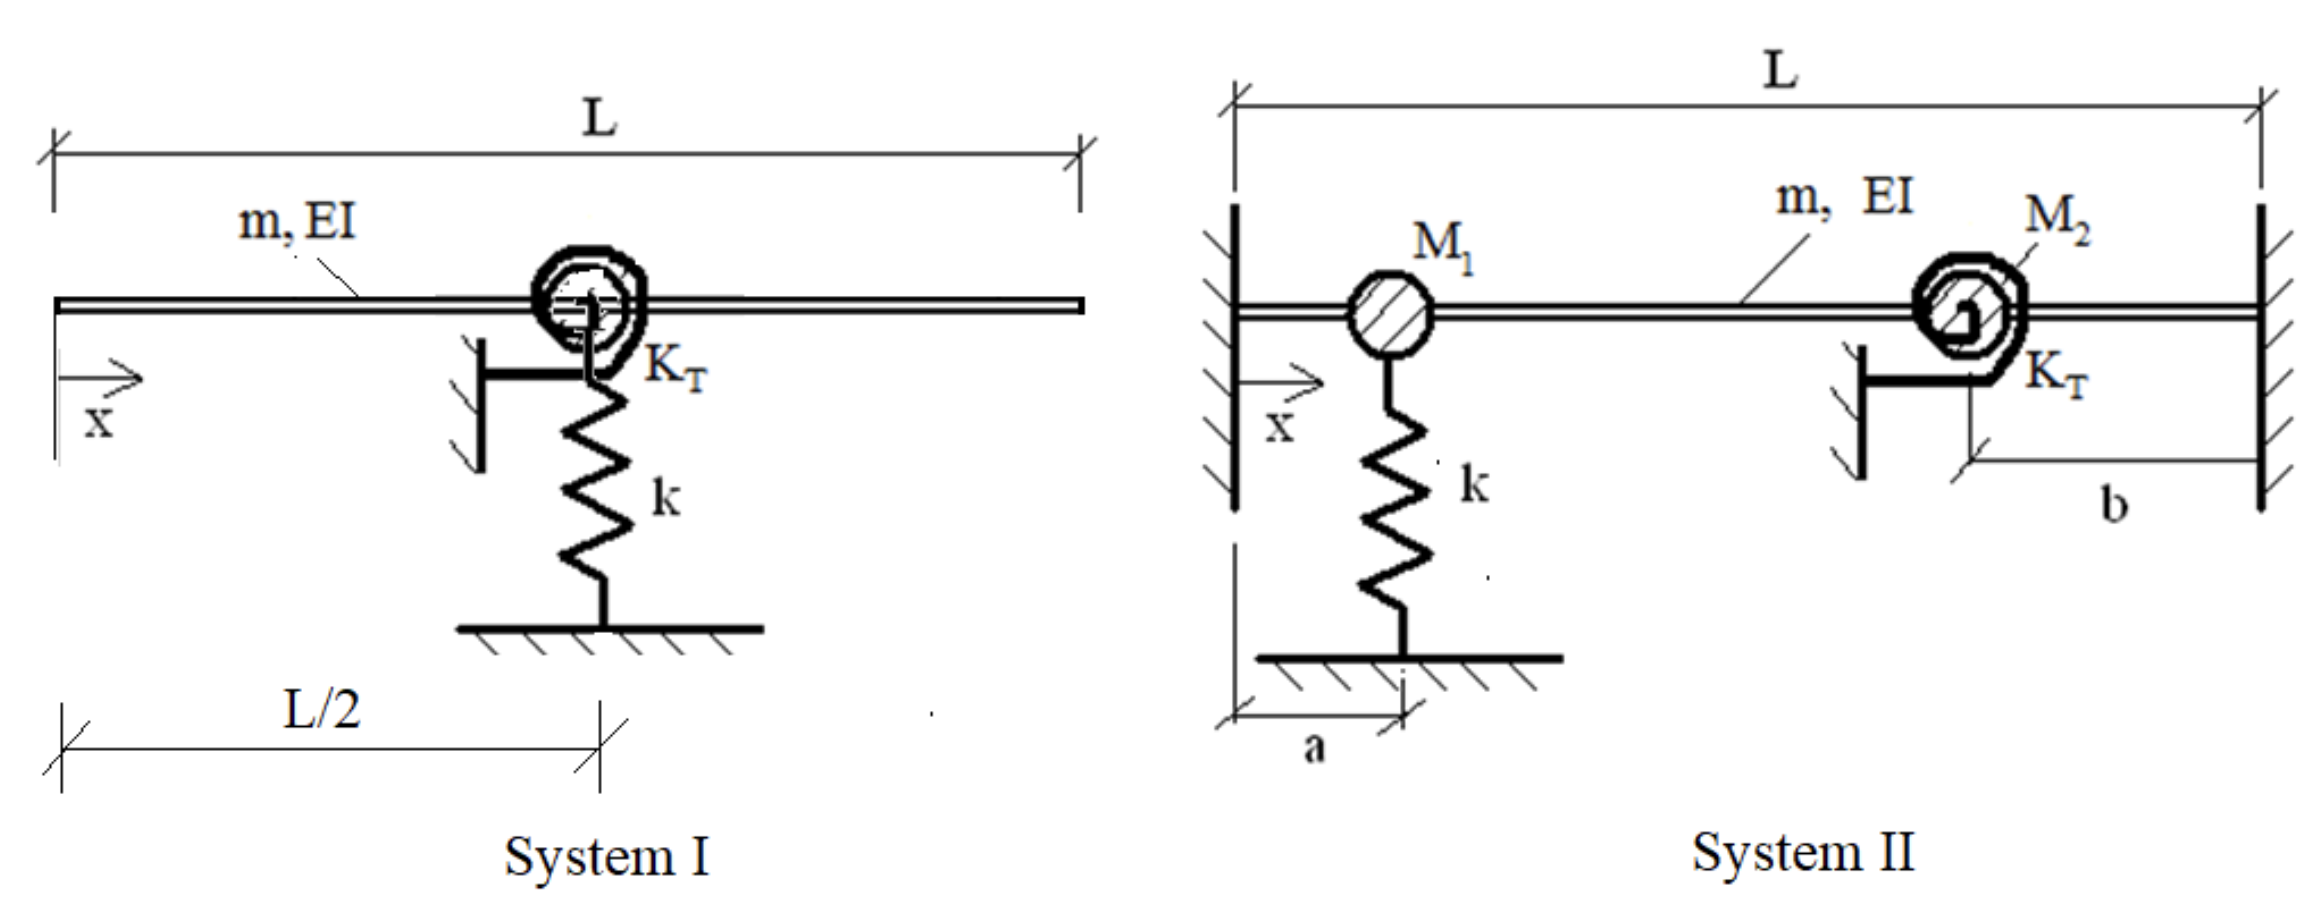 L
m, EI
K_T
x
k
L/2
System I
L
m, EI
M_1
M_2
K_T
x
k
b
a
System II